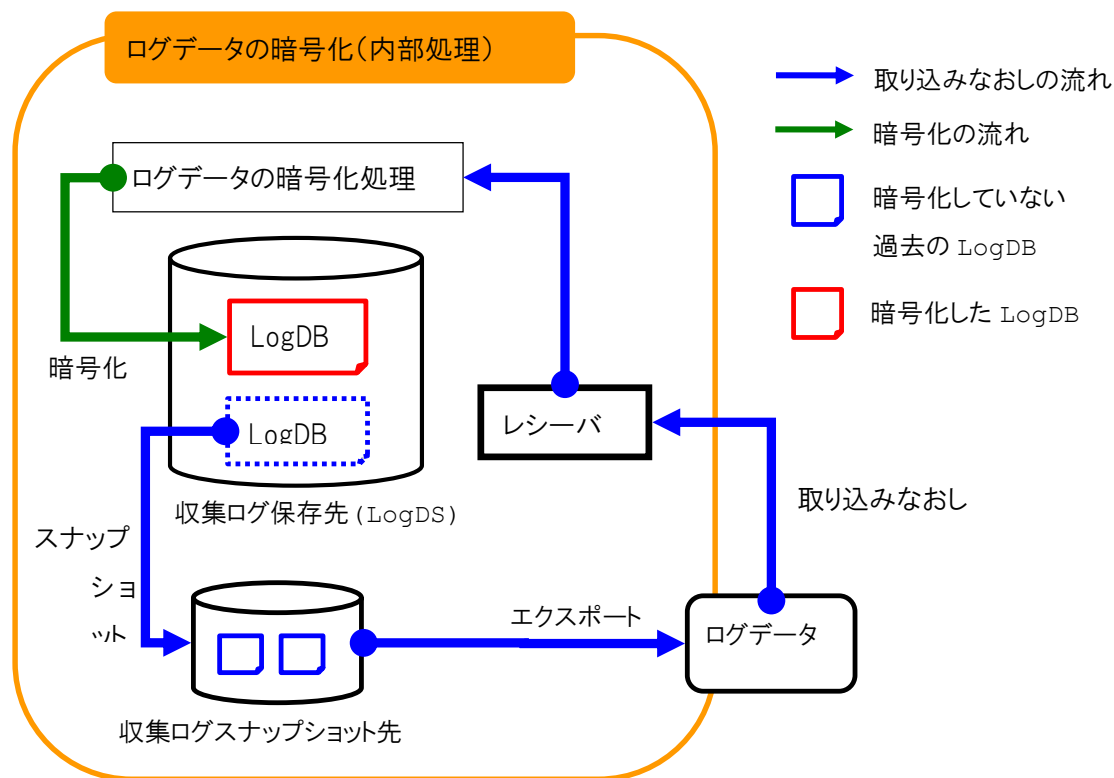 ログデータの暗号化(内部処理)
取り込みなおしの流れ
暗号化の流れ
暗号化していない
過去の LogDB
暗号化した LogDB
ログデータの暗号化処理
LogDB
暗号化
LogDB
レシーバ
収集ログ保存先(LogDS)
取り込みなおし
スナップ
ショ
ット
エクスポート
ログデータ
収集ログスナップショット先